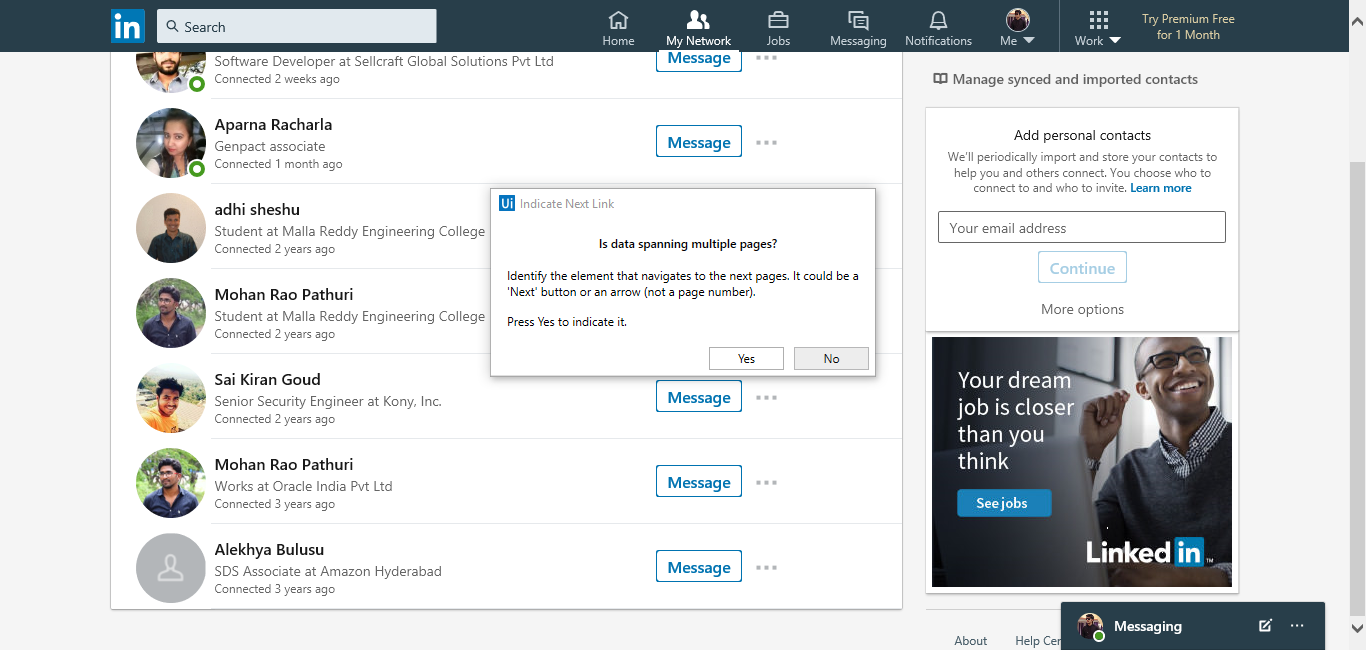 in
Search
Home
My Network
Jobs
Messaging
Notifications
Me
Work
Try Premium Free
for 1 Month
Software Developer at Sellcraft Global Solutions Pvt Ltd
Connected 2 weeks ago
Message
Aparna Racharla
Genpact associate
Connected 1 month ago
Message
adhi sheshu
Student at Malla Reddy Engineering College
Connected 2 years ago
Mohan Rao Pathuri
Student at Malla Reddy Engineering College
Connected 2 years ago
Sai Kiran Goud
Senior Security Engineer at Kony, Inc.
Connected 2 years ago
Message
Mohan Rao Pathuri
Works at Oracle India Pvt Ltd
Connected 3 years ago
Message
Alekhya Bulusu
SDS Associate at Amazon Hyderabad
Connected 3 years ago
Message
Ui Indicate Next Link
Is data spanning multiple pages?
Identify the element that navigates to the next pages. It could be a
'Next' button or an arrow (not a page number).
Press Yes to indicate it.
Yes
No
Manage synced and imported contacts
Add personal contacts
We'll periodically import and store your contacts to
help you and others connect. You choose who to
connect to and who to invite. Learn more
Your email address
Continue
More options
Your dream
job is closer
than you
think
See jobs
Linked in
Messaging
About
Help Cen